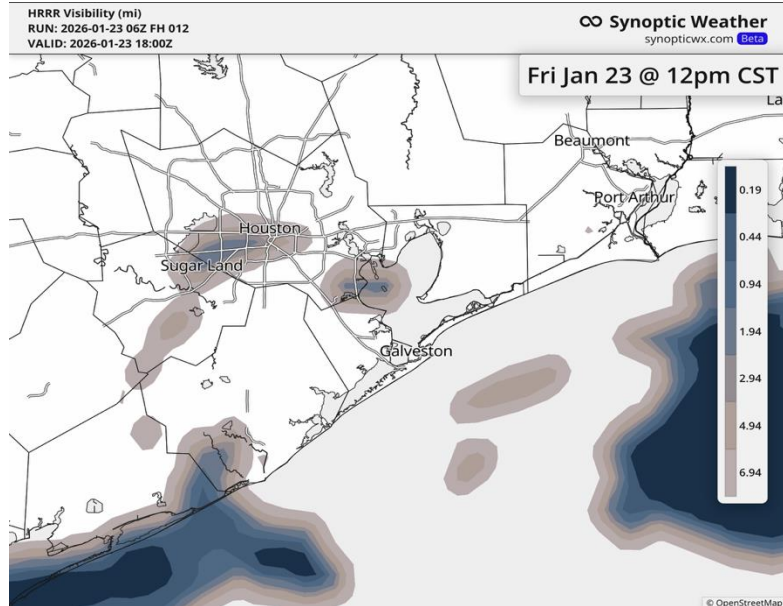 HRRR Visibility (mi)
RUN: 2026-01-23 06Z FH 012
VALID: 2026-01-23 18:00Z
Synoptic Weather
synopticwx.com Beta
Fri Jan 23 @ 12pm CST
La
Beaumont
Port Arthur
Houston
Sugar Land
Galveston
0.19
0.44
0.94
1.94
2.94
4.94
6.94
© OpenStreetMap